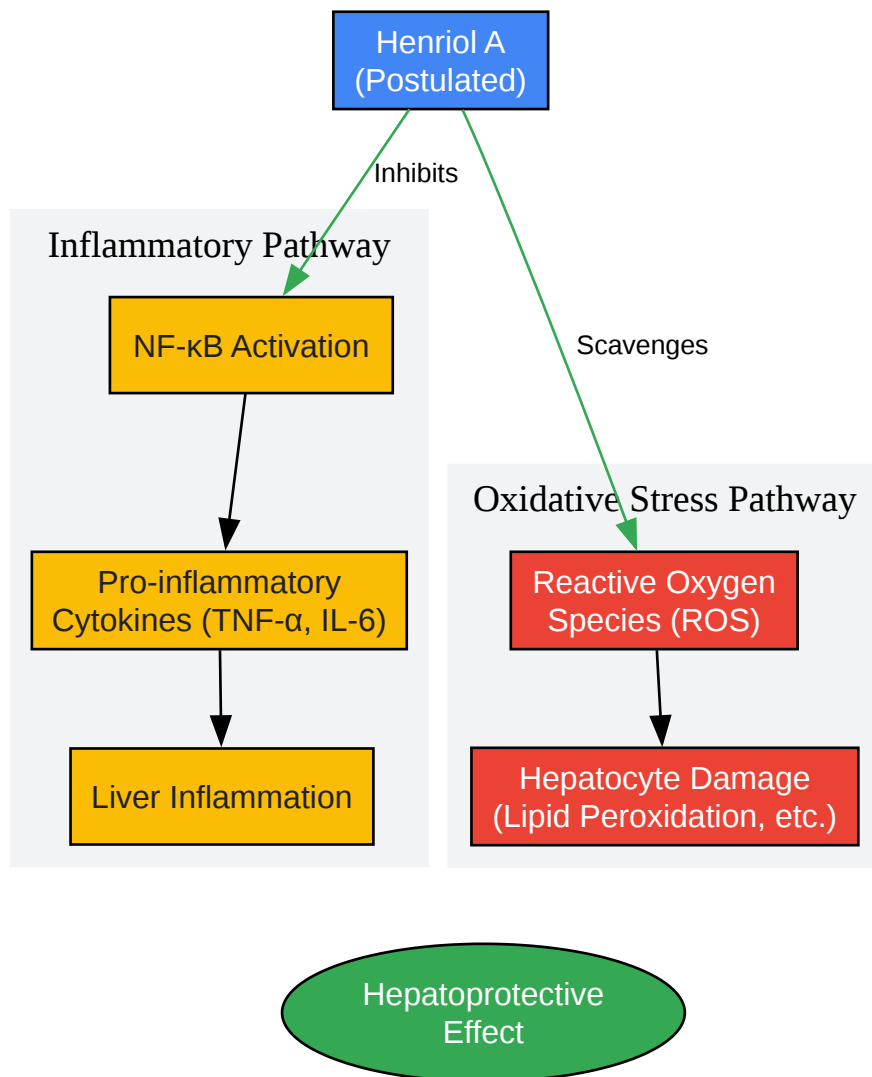 Henriol A
(Postulated)
Inhibits
Inflammatory Pathway
NF-κB Activation
Scavenges
Oxidative Stress Pathway
Pro-inflammatory
Cytokines (TNF-α, IL-6)
Reactive Oxygen
Species (ROS)
Liver Inflammation
Hepatocyte Damage
(Lipid Peroxidation, etc.)
Hepatoprotective
Effect